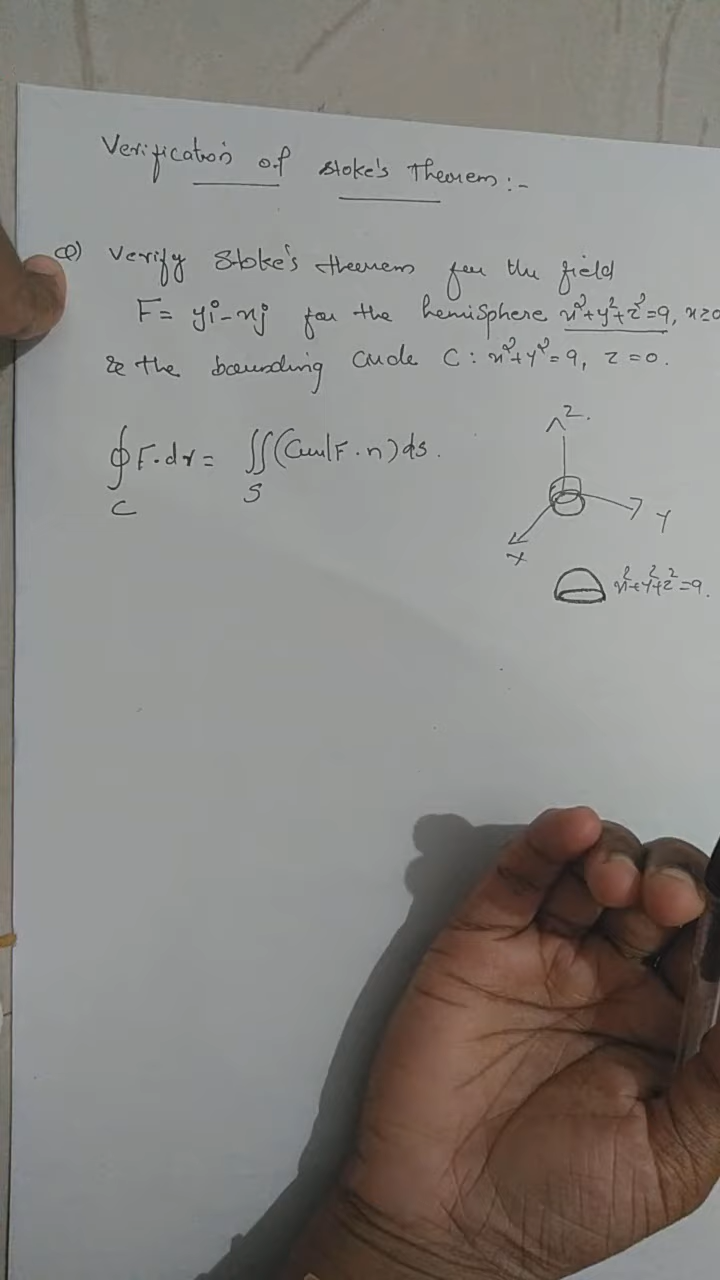 Verification of Stoke's Theorem :-
Q) Verify Stoke's theorem for the field
F = yi - xj for the hemisphere x²+y²+z²=9, x≥0
& the bounding circle C: x²+y²=9, z=0.
∮F.dr = ∬(Curl F . n) ds.
C S
Z.
Y
X
x²+y²+z²=9.